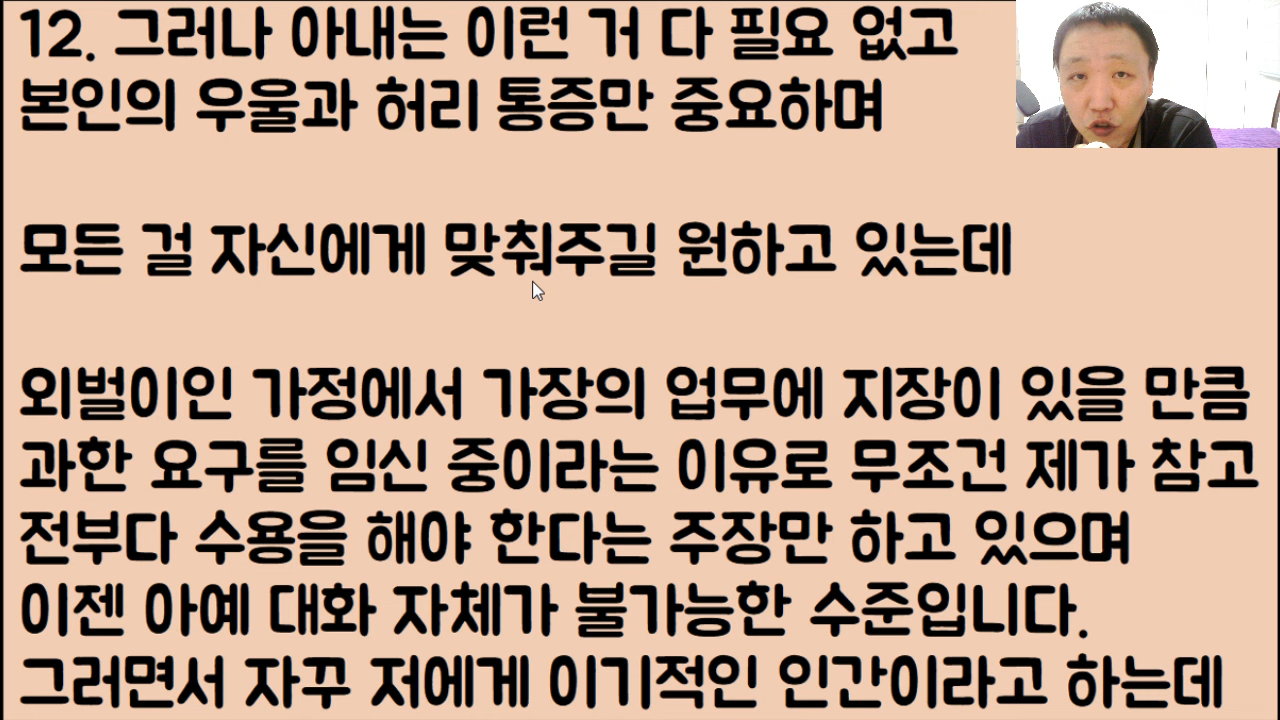 12. 그러나 아내는 이런 거 다 필요 없고
본인의 우울과 허리 통증만 중요하며
모든 걸 자신에게 맞춰주길 원하고 있는데
외벌이인 가정에서 가장의 업무에 지장이 있을 만큼
과한 요구를 임신 중이라는 이유로 무조건 제가 참고
전부다 수용을 해야 한다는 주장만 하고 있으며
이젠 아예 대화 자체가 불가능한 수준입니다.
그러면서 자꾸 저에게 이기적인 인간이라고 하는데